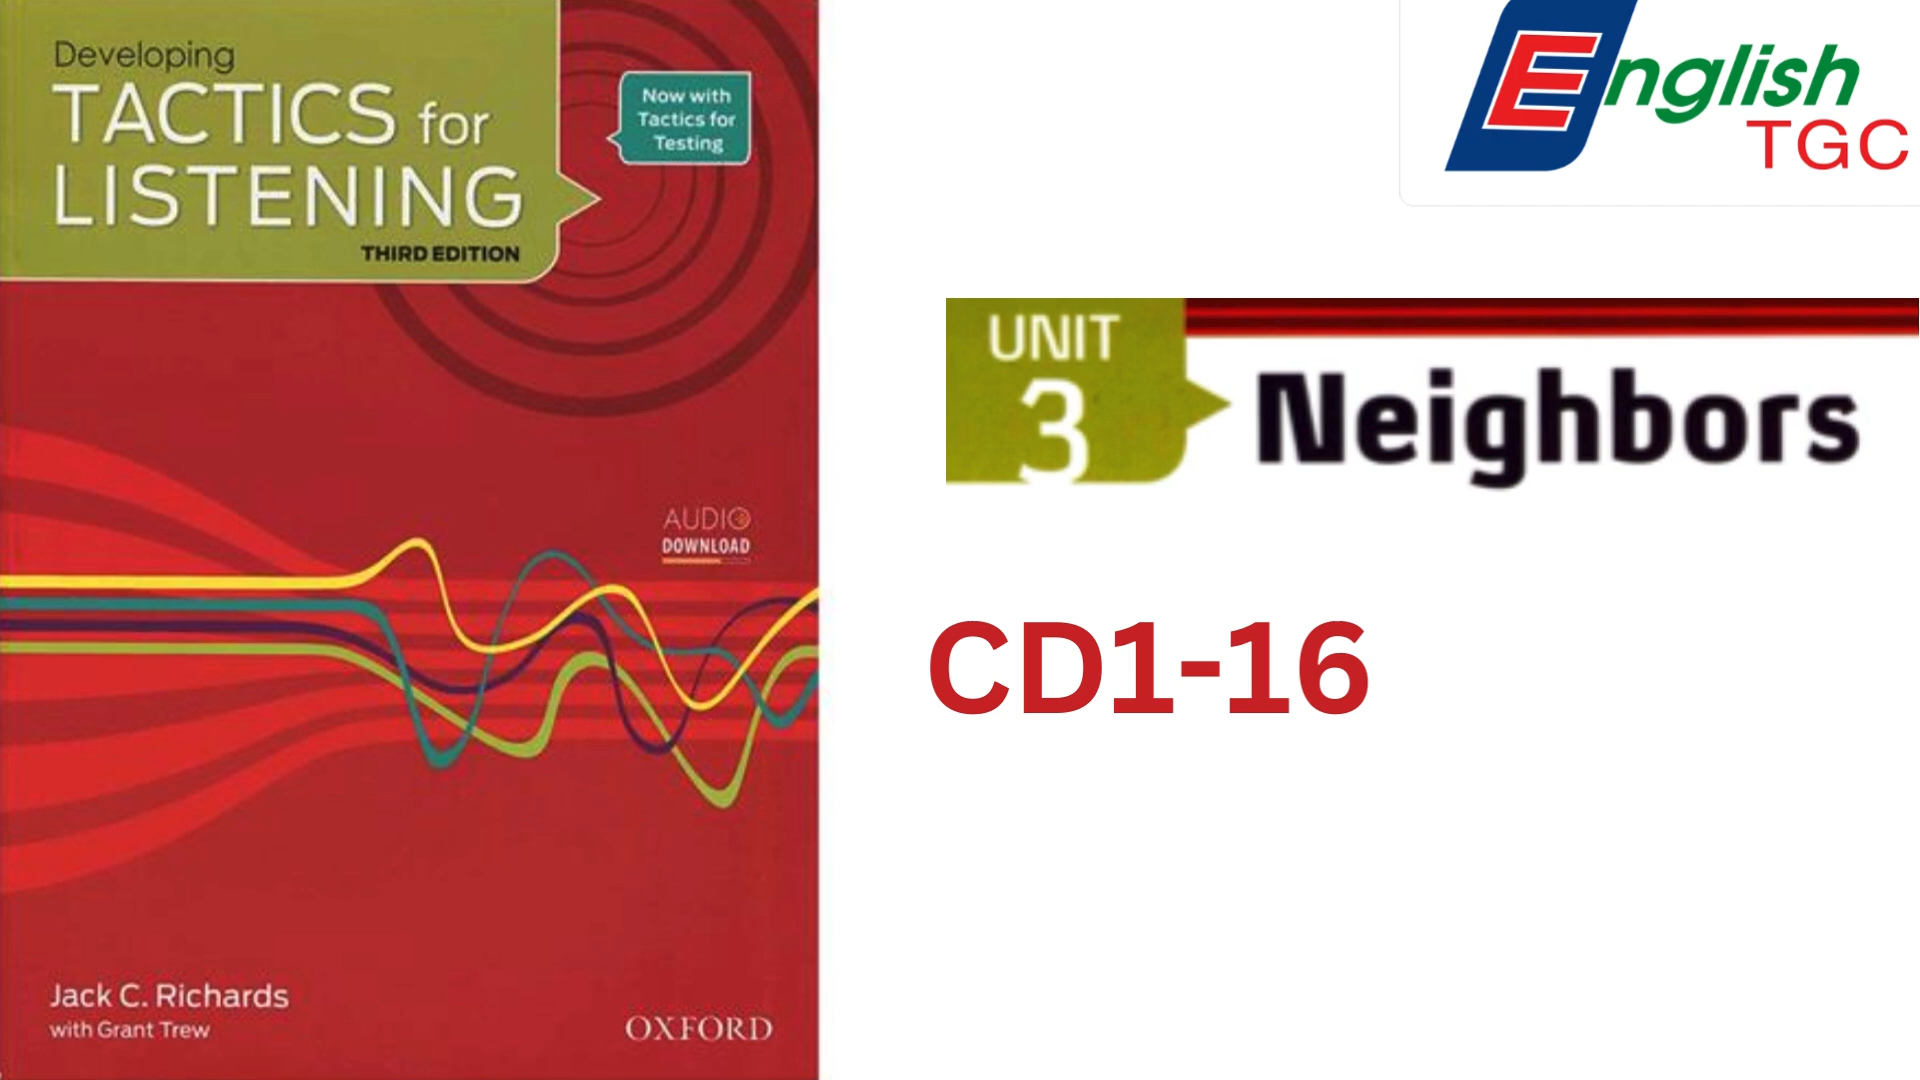 Developing
TACTICS for
LISTENING
THIRD EDITION
Now with
Tactics for
Testing
AUDIO
DOWNLOAD
Jack C. Richards
with Grant Trew
OXFORD
English
TGC
UNIT
3
Neighbors
CD1-16